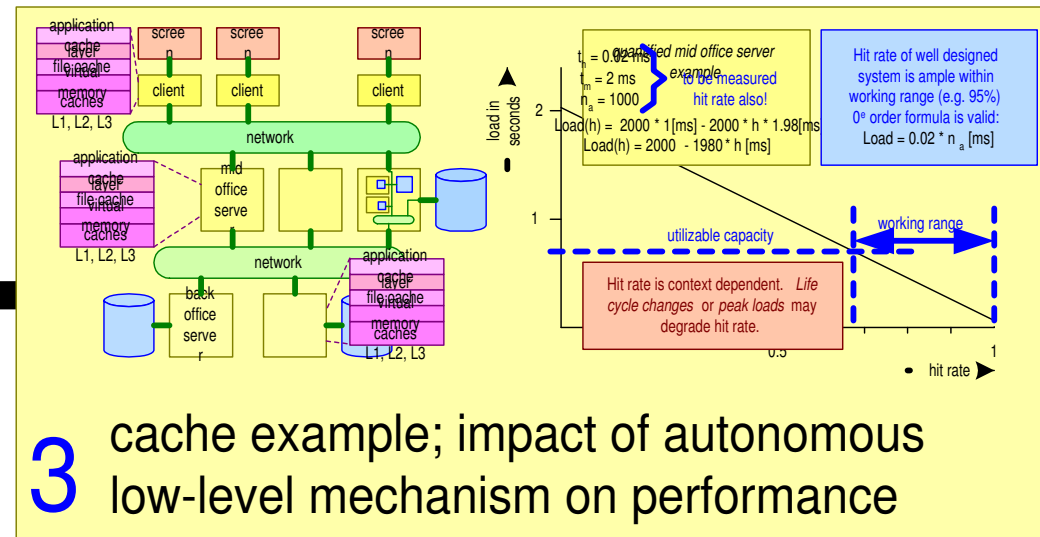 application
cache
layer
file cache
virtual
memory
caches
L1, L2, L3
scree
n
scree
n
scree
n
client
client
client
network
application
cache
layer
file cache
virtual
memory
caches
L1, L2, L3
mid
office
serve
r
network
application
cache
layer
file cache
virtual
memory
caches
L1, L2, L3
back
office
serve
r
load in
seconds
2
1
quantified mid office server
example
t h = 0.02 ms
t m = 2 ms
n a = 1000
to be measured
hit rate also!
Load(h) = 2000 * 1[ms] - 2000 * h * 1.98[ms
Load(h) = 2000 - 1980 * h [ms]
Hit rate of well designed
system is ample within
working range (e.g. 95%)
0e order formula is valid:
Load = 0.02 * n a [ms]
utilizable capacity
working range
Hit rate is context dependent. Life
cycle changes or peak loads may
degrade hit rate.
0.5
1
hit rate
3
cache example; impact of autonomous
low-level mechanism on performance